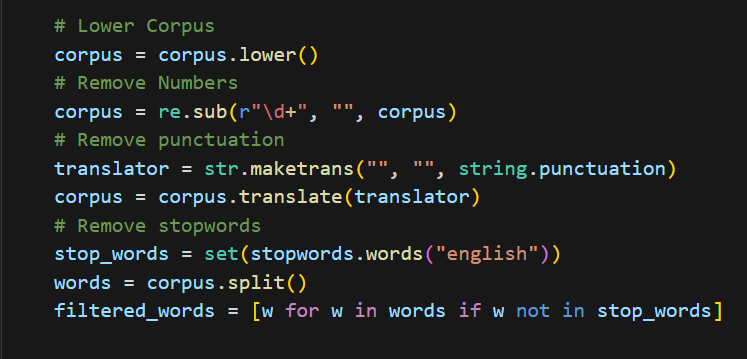 # Lower Corpus
corpus = corpus.lower()
# Remove Numbers
corpus = re.sub(r"\d+", "", corpus)
# Remove punctuation
translator = str.maketrans("", "", string.punctuation)
corpus = corpus.translate(translator)
# Remove stopwords
stop_words = set(stopwords.words("english"))
words = corpus.split()
filtered_words = [w for w in words if w not in stop_words]